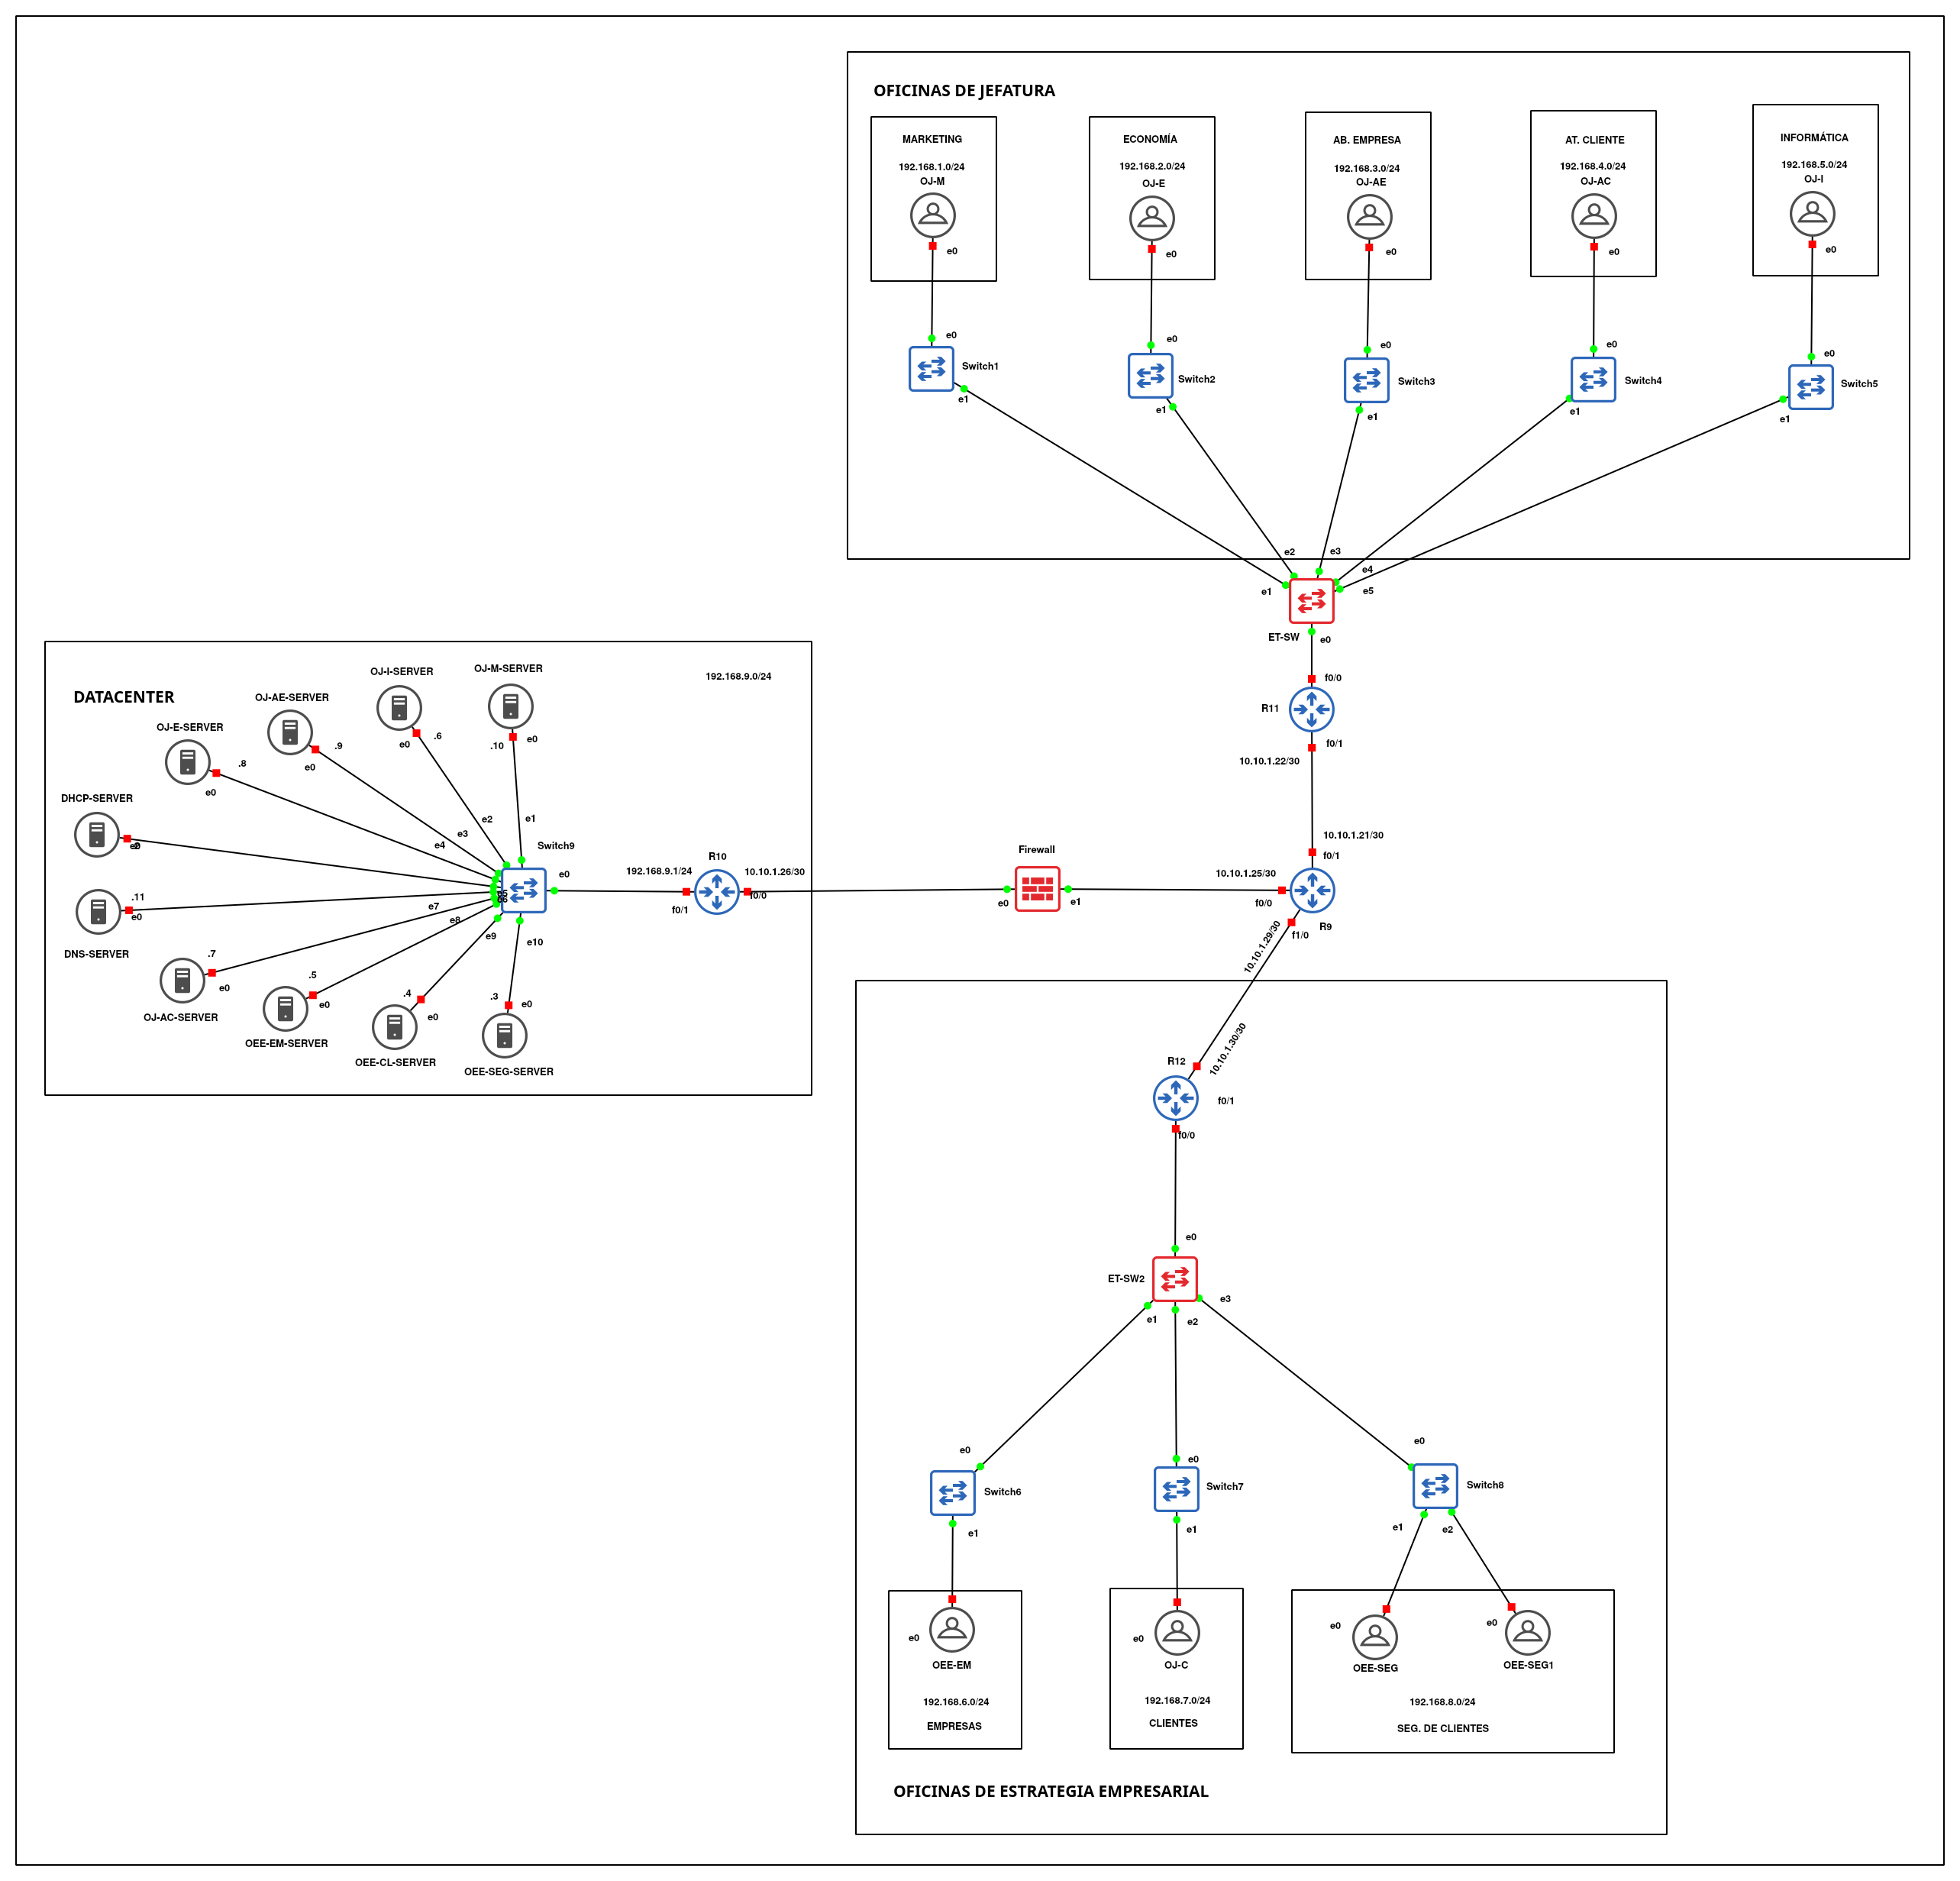 OFICINAS DE JEFATURA
MARKETING
192.168.1.0/24
OJ-M
e0
ECONOMÍA
192.168.2.0/24
OJ-E
e0
AB. EMPRESA
192.168.3.0/24
OJ-AE
e0
AT. CLIENTE
192.168.4.0/24
OJ-AC
e0
INFORMÁTICA
192.168.5.0/24
OJ-I
e0
e0
Switch1
e1
e0
Switch2
e1
e0
Switch3
e1
e0
Switch4
e1
e0
Switch5
e1
e2
e3
e4
e1
e5
ET-SW
e0
f0/0
R11
f0/1
10.10.1.22/30
10.10.1.21/30
f0/1
DATACENTER
192.168.9.0/24
OJ-M-SERVER
.10
e0
OJ-I-SERVER
.6
e0
OJ-AE-SERVER
.9
e0
OJ-E-SERVER
.8
e0
DHCP-SERVER
e0
DNS-SERVER
.11
e0
OJ-AC-SERVER
.7
e0
OEE-EM-SERVER
.5
e0
OEE-CL-SERVER
.4
e0
OEE-SEG-SERVER
.3
e0
e1
e2
e3
e4
Switch9
e0
e7
e8
e9
e10
192.168.9.1/24
f0/1
R10
10.10.1.26/30
f0/0
Firewall
e0
e1
10.10.1.25/30
f0/0
R9
f1/0
10.10.1.29/30
10.10.1.30/30
R12
f0/1
f0/0
e0
ET-SW2
e1
e2
e3
e0
Switch6
e1
e0
Switch7
e1
e0
Switch8
e1
e2
e0
OEE-EM
192.168.6.0/24
EMPRESAS
e0
OJ-C
192.168.7.0/24
CLIENTES
e0
OEE-SEG
e0
OEE-SEG1
192.168.8.0/24
SEG. DE CLIENTES
OFICINAS DE ESTRATEGIA EMPRESARIAL